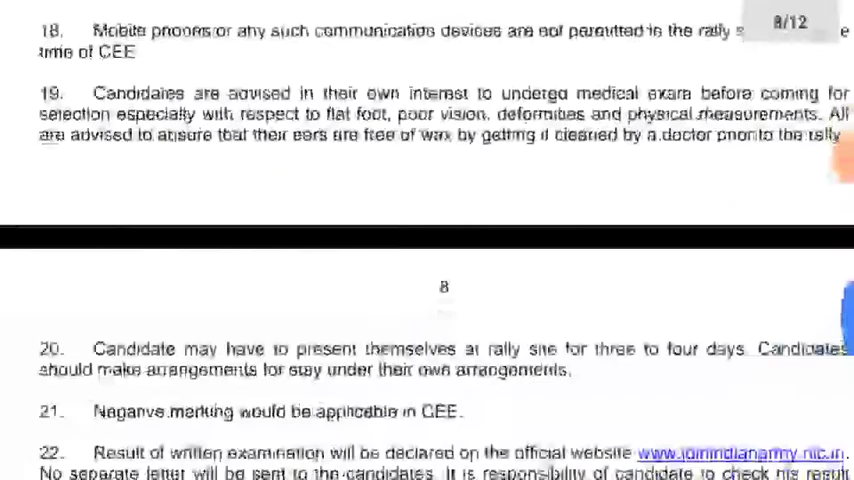 8/12
18. Mobile phones or any such communication devices are not permitted in the rally s e
time of CEE
19. Candidates are advised in their own interest to undergo medical exam before coming for
selection especially with respect to flat foot, poor vision, deformities and physical measurements. All
are advised to ensure that their ears are free of wax by getting it cleaned by a doctor prior to the rally
8
20. Candidate may have to present themselves at rally site for three to four days. Candidates
should make arrangements for stay under their own arrangements.
21. Negative marking would be applicable in CEE.
22. Result of written examination will be declared on the official website www.joinindianarmy.nic.in.
No separate letter will be sent to the candidates. It is responsibility of candidate to check his result